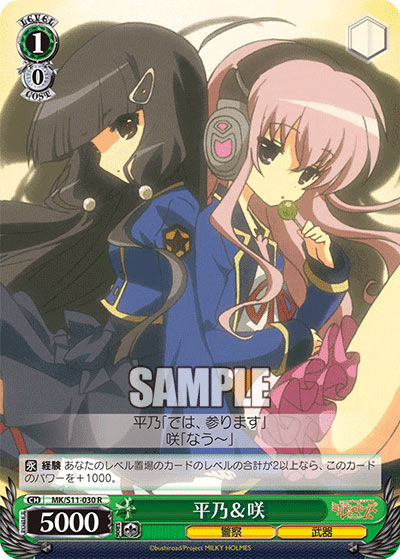 LEVEL
1
0
COST
SAMPLE
平乃「では、参ります」
咲「なう~」
永 経験 あなたのレベル置場のカードのレベルの合計が2以上なら、このカード
のパワーを+1000。
CH MK/S11-030 R
5000
平乃&咲
警察
武器
©bushiroad/Project MILKY HOLMES